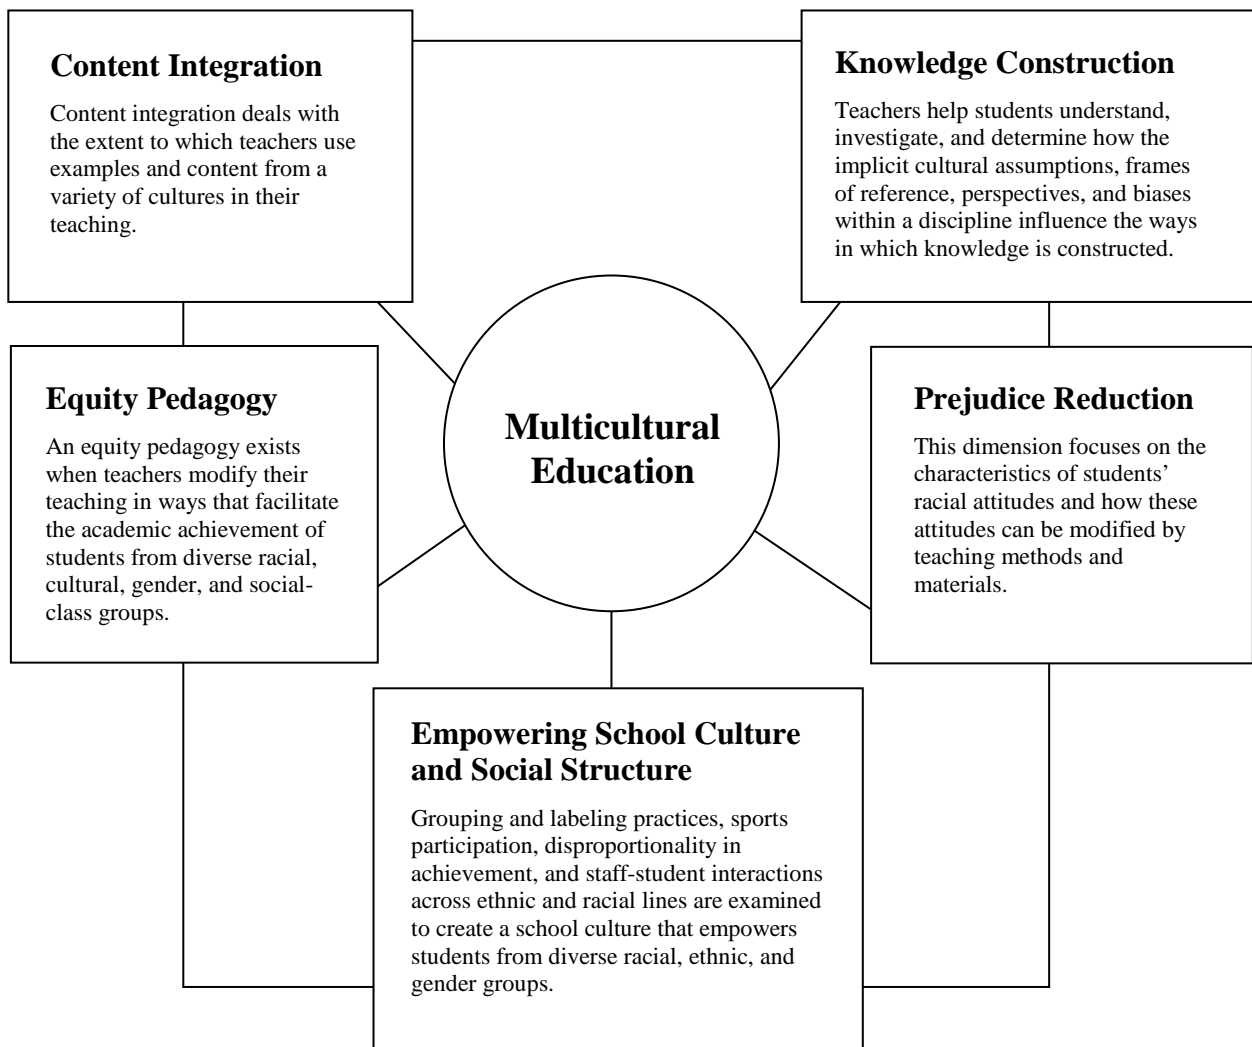 Content Integration
Content integration deals with
the extent to which teachers use
examples and content from a
variety of cultures in their
teaching.
Knowledge Construction
Teachers help students understand,
investigate, and determine how the
implicit cultural assumptions, frames
of reference, perspectives, and biases
within a discipline influence the ways
in which knowledge is constructed.
Equity Pedagogy
An equity pedagogy exists
when teachers modify their
teaching in ways that facilitate
the academic achievement of
students from diverse racial,
cultural, gender, and social-
class groups.
Multicultural
Education
Prejudice Reduction
This dimension focuses on the
characteristics of students’
racial attitudes and how these
attitudes can be modified by
teaching methods and
materials.
Empowering School Culture
and Social Structure
Grouping and labeling practices, sports
participation, disproportionality in
achievement, and staff-student interactions
across ethnic and racial lines are examined
to create a school culture that empowers
students from diverse racial, ethnic, and
gender groups.